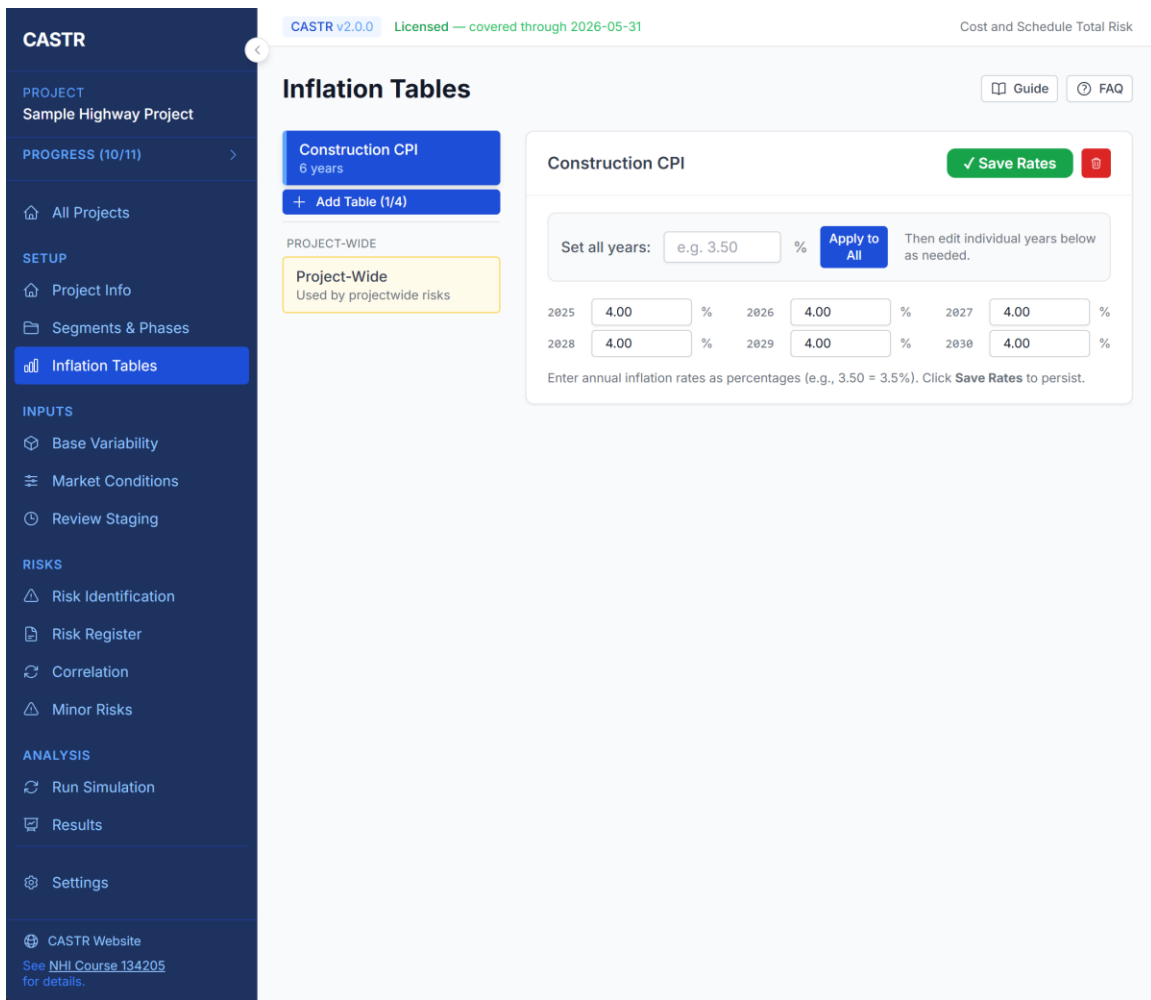 CASTR
PROJECT
Sample Highway Project
PROGRESS (10/11)
All Projects
SETUP
Project Info
Segments & Phases
Inflation Tables
INPUTS
Base Variability
Market Conditions
Review Staging
RISKS
Risk Identification
Risk Register
Correlation
Minor Risks
ANALYSIS
Run Simulation
Results
Settings
CASTR Website
See NHI Course 134205
for details.
CASTR v2.0.0 Licensed — covered through 2026-05-31 Cost and Schedule Total Risk
Inflation Tables
Guide
FAQ
Construction CPI
6 years
+ Add Table (1/4)
PROJECT-WIDE
Project-Wide
Used by projectwide risks
Construction CPI
✓ Save Rates
Set all years: e.g. 3.50 %
Apply to
All
Then edit individual years below
as needed.
2025 4.00 % 2026 4.00 % 2027 4.00 %
2028 4.00 % 2029 4.00 % 2030 4.00 %
Enter annual inflation rates as percentages (e.g., 3.50 = 3.5%). Click Save Rates to persist.